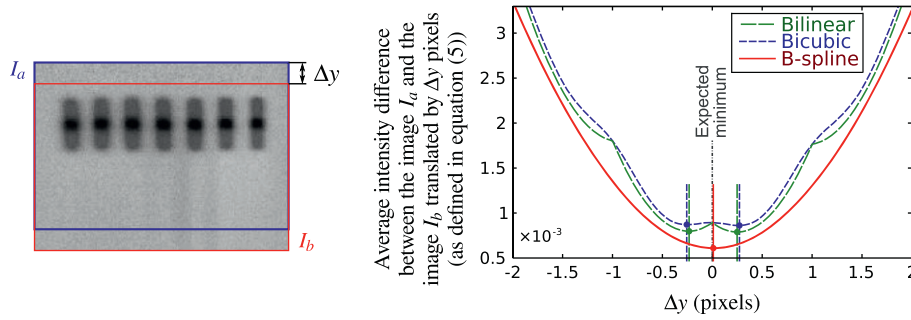 I_a
Δy
I_b
Average intensity difference
between the image I_a and the
image I_b translated by Δy pixels
(as defined in equation (5))
3
2.5
2
1.5
1
0.5
×10⁻³
Bilinear
Bicubic
B-spline
Expected
minimum
-2
-1.5
-1
-0.5
0
0.5
1
1.5
2
Δy (pixels)